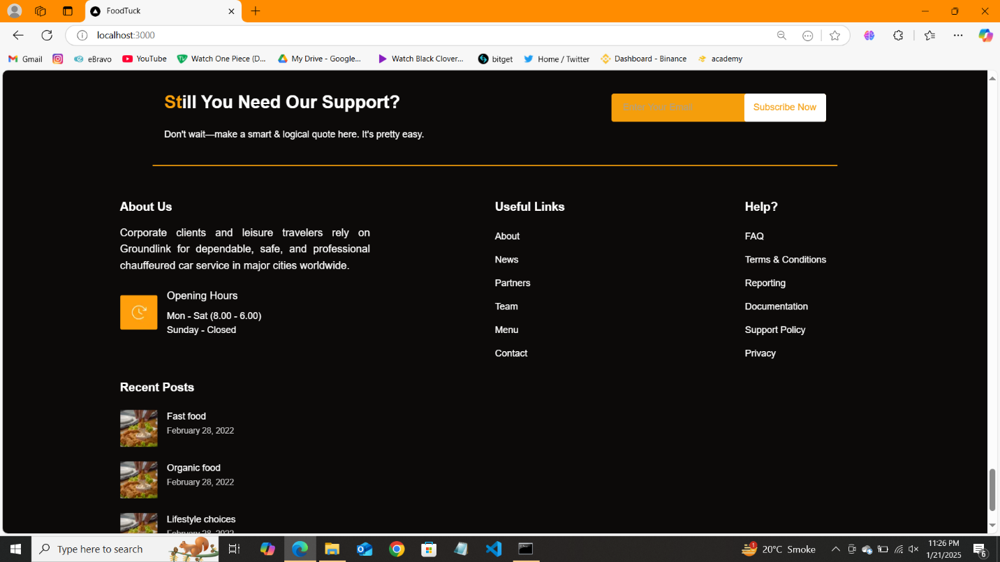 FoodTuck
localhost:3000
Gmail
eBravo
YouTube
Watch One Piece (D...
My Drive - Google...
Watch Black Clover...
bitget
Home / Twitter
Dashboard - Binance
academy
Still You Need Our Support?
Enter Your Email
Subscribe Now
Don't wait—make a smart & logical quote here. It's pretty easy.
About Us
Corporate clients and leisure travelers rely on
Groundlink for dependable, safe, and professional
chauffeured car service in major cities worldwide.
Opening Hours
Mon - Sat (8.00 - 6.00)
Sunday - Closed
Useful Links
About
News
Partners
Team
Menu
Contact
Help?
FAQ
Terms & Conditions
Reporting
Documentation
Support Policy
Privacy
Recent Posts
Fast food
February 28, 2022
Organic food
February 28, 2022
Lifestyle choices
February 28, 2022
Type here to search
1
20°C Smoke
11:26 PM
1/21/2025
6